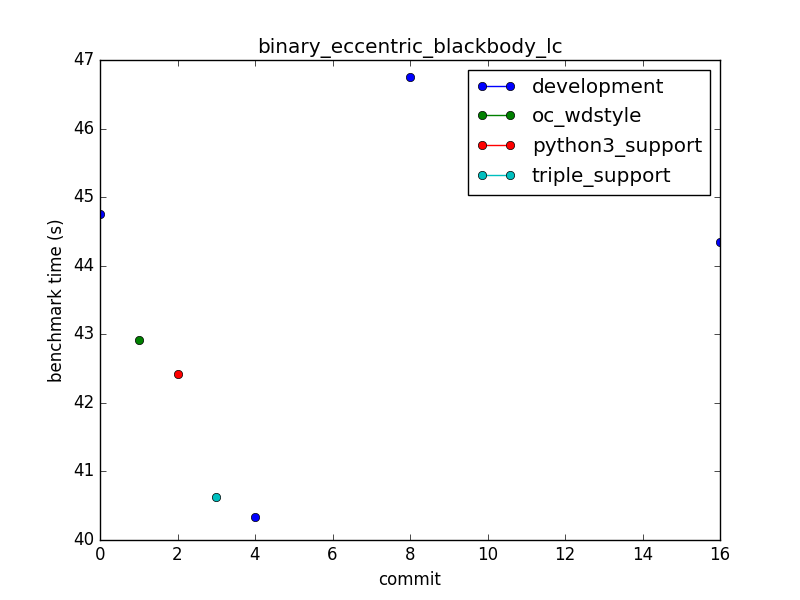 binary_eccentric_blackbody_lc
development
oc_wdstyle
python3_support
triple_support
benchmark time (s)
47
46
45
44
43
42
41
40
0 2 4 6 8 10 12 14 16
commit